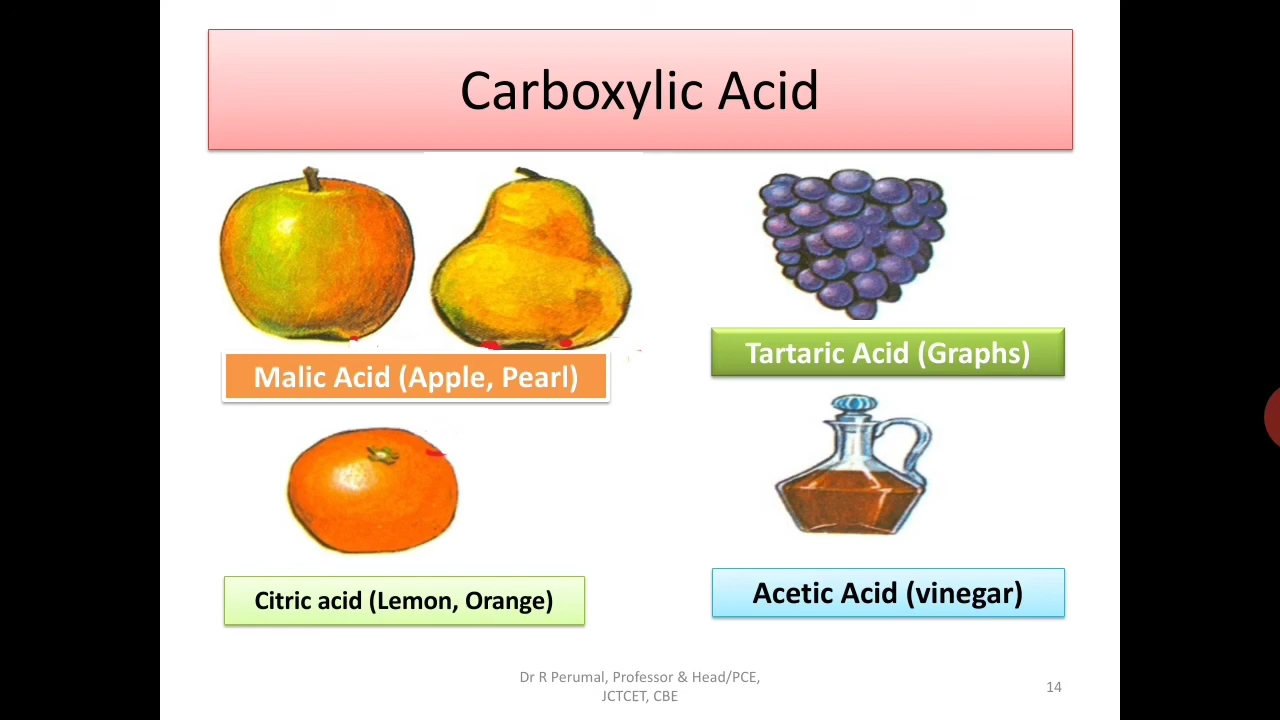 Carboxylic Acid
Malic Acid (Apple, Pearl)
Tartaric Acid (Graphs)
Citric acid (Lemon, Orange)
Acetic Acid (vinegar)
Dr R Perumal, Professor & Head/PCE,
JCTCET, CBE
14